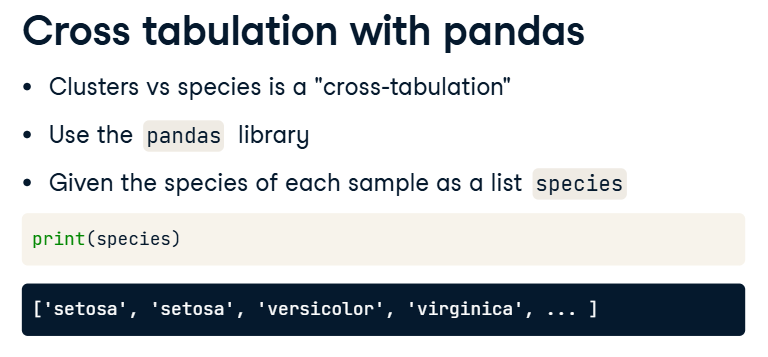 Cross tabulation with pandas
• Clusters vs species is a "cross-tabulation"
• Use the pandas library
• Given the species of each sample as a list species
print(species)
['setosa', 'setosa', 'versicolor', 'virginica', ... ]